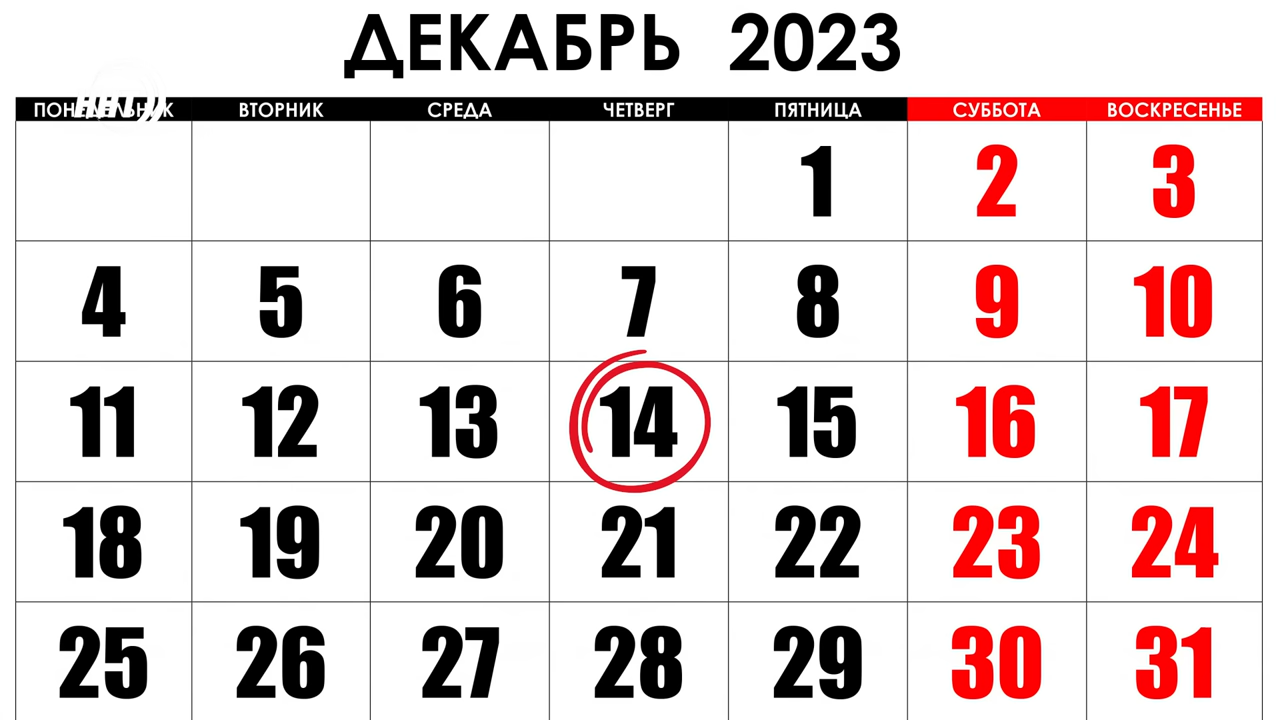 ДЕКАБРЬ 2023
ННТ
ПОНЕДЕЛЬНИК ВТОРНИК СРЕДА ЧЕТВЕРГ ПЯТНИЦА СУББОТА ВОСКРЕСЕНЬЕ
1 2 3
4 5 6 7 8 9 10
11 12 13 14 15 16 17
18 19 20 21 22 23 24
25 26 27 28 29 30 31